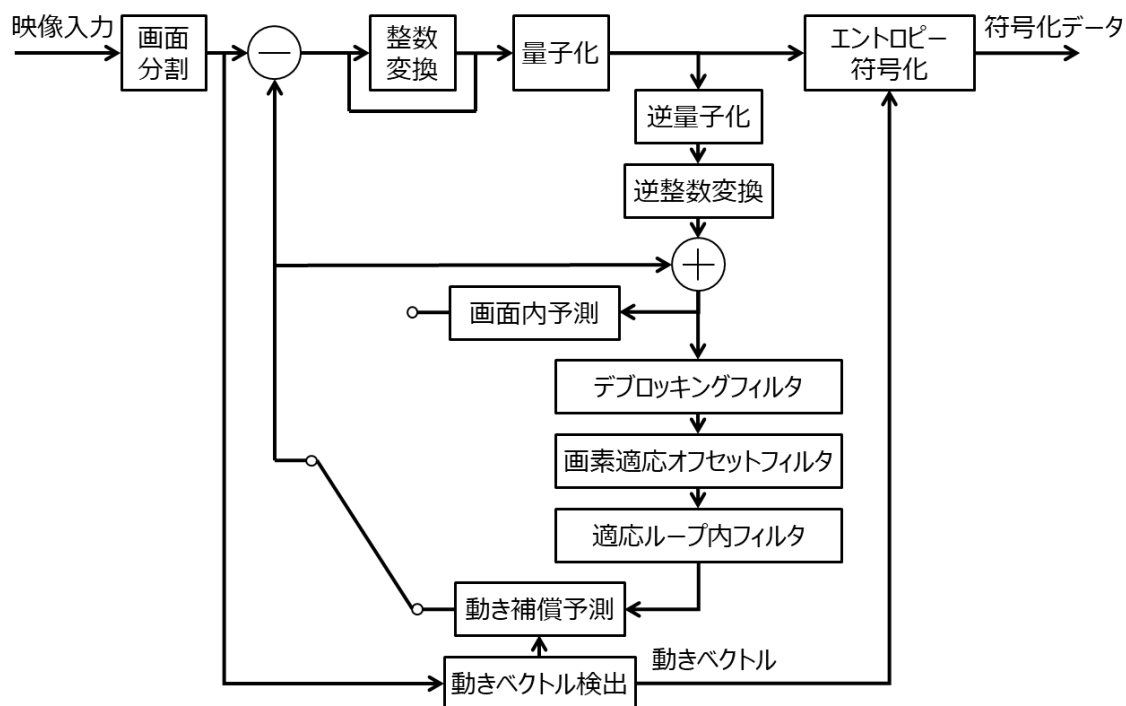 映像入力
画面
分割
整数
変換
量子化
エントロピー
符号化
符号化データ
逆量子化
逆整数変換
画面内予測
デブロッキングフィルタ
画素適応オフセットフィルタ
適応ループ内フィルタ
動き補償予測
動きベクトル
動きベクトル検出